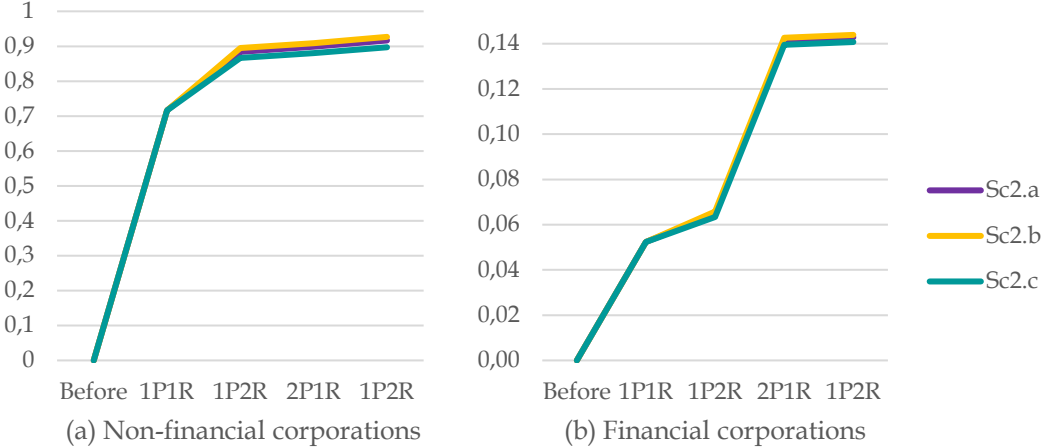 1
0,9
0,8
0,7
0,6
0,5
0,4
0,3
0,2
0,1
0
Before 1P1R 1P2R 2P1R 1P2R
(a) Non-financial corporations
0,14
0,12
0,10
0,08
0,06
0,04
0,02
0,00
Before 1P1R 1P2R 2P1R 1P2R
(b) Financial corporations
Sc2.a
Sc2.b
Sc2.c